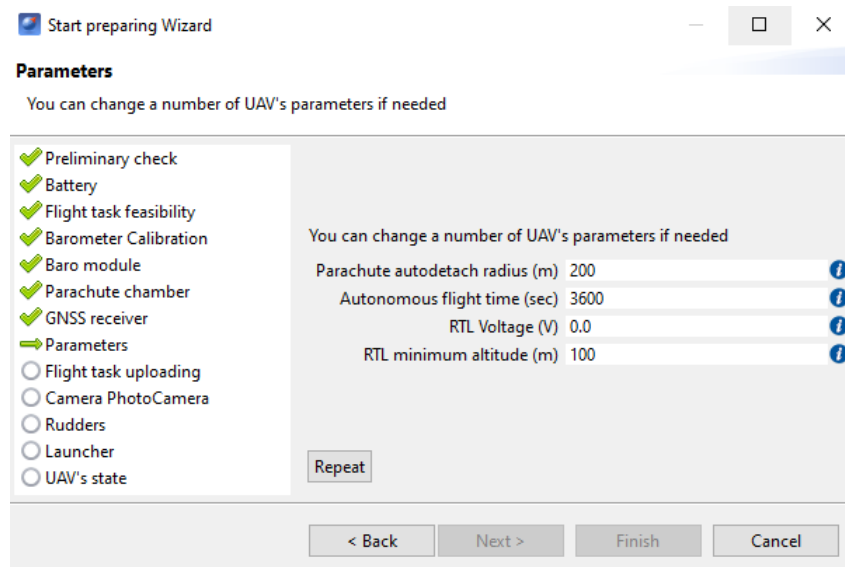 Start preparing Wizard
Parameters
You can change a number of UAV's parameters if needed
Preliminary check
Battery
Flight task feasibility
Barometer Calibration
Baro module
Parachute chamber
GNSS receiver
Parameters
Flight task uploading
Camera PhotoCamera
Rudders
Launcher
UAV's state
You can change a number of UAV's parameters if needed
Parachute autodetach radius (m) 200
Autonomous flight time (sec) 3600
RTL Voltage (V) 0.0
RTL minimum altitude (m) 100
Repeat
< Back Next > Finish Cancel